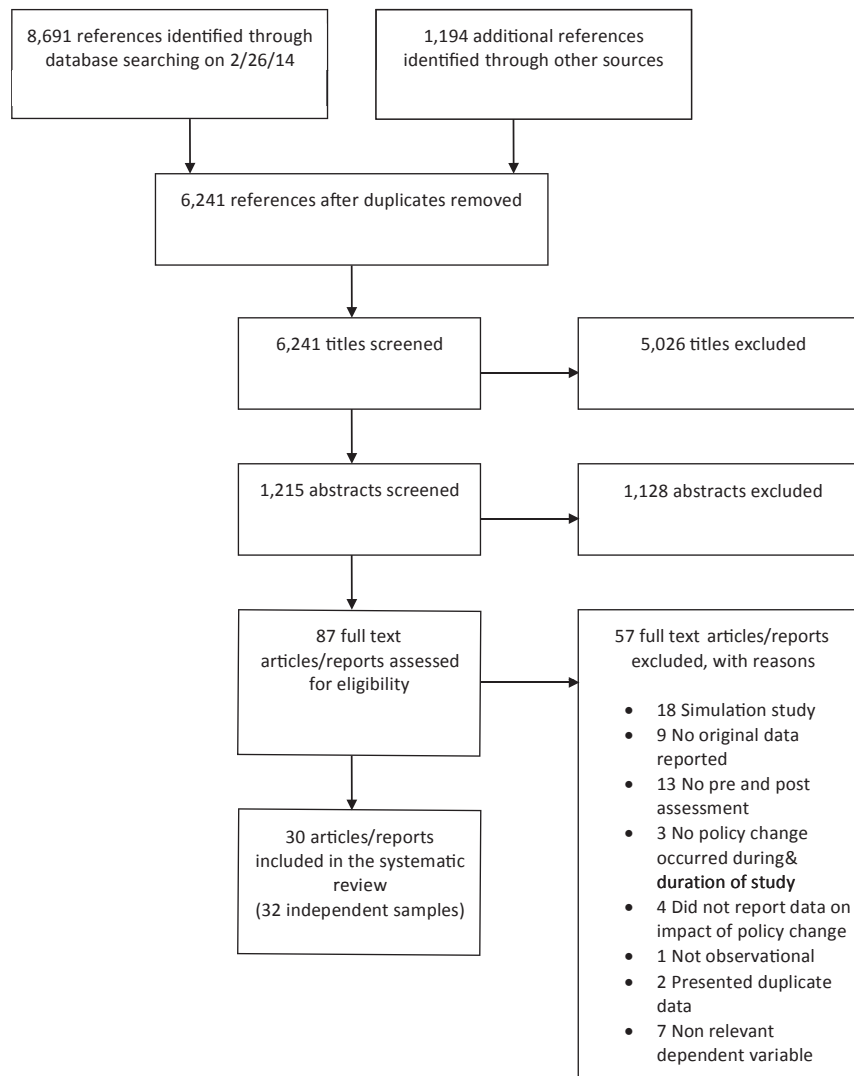 8,691 references identified through
database searching on 2/26/14
1,194 additional references
identified through other sources
6,241 references after duplicates removed
6,241 titles screened
5,026 titles excluded
1,215 abstracts screened
1,128 abstracts excluded
87 full text
articles/reports assessed
for eligibility
57 full text articles/reports
excluded, with reasons
• 18 Simulation study
• 9 No original data
reported
• 13 No pre and post
assessment
• 3 No policy change
occurred during&
duration of study
• 4 Did not report data on
impact of policy change
• 1 Not observational
• 2 Presented duplicate
data
• 7 Non relevant
dependent variable
30 articles/reports
included in the systematic
review
(32 independent samples)